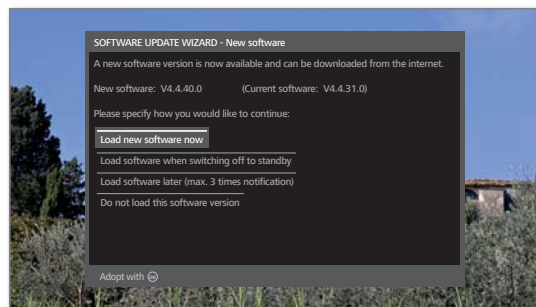 SOFTWARE UPDATE WIZARD - New software
A new software version is now available and can be downloaded from the internet.
New software: V4.4.40.0 (Current software: V4.4.31.0)
Please specify how you would like to continue:
Load new software now
Load software when switching off to standby
Load software later (max. 3 times notification)
Do not load this software version
Adopt with OK